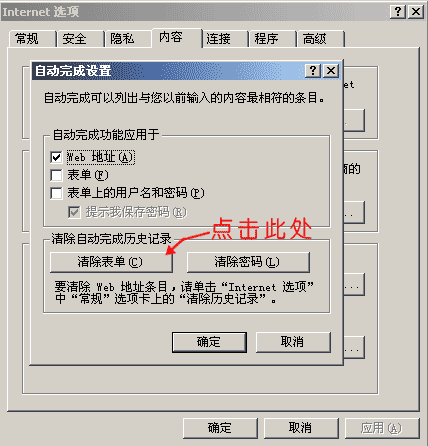 Internet 选项
常规 安全 隐私 内容 连接 程序 高级
自动完成设置
自动完成可以列出与您以前输入的内容最相符的条目。
et
自动完成功能应用于
Web 地址(A)
表单(F)
商的
表单上的用户名和密码(P)
提示我保存密码(R)
点击此处
清除自动完成历史记录
清除表单(C) 清除密码(L)
要清除 Web 地址条目，请单击“Internet 选项”
中“常规”选项卡上的“清除历史记录”。
确定 取消
确定 取消 应用(A)